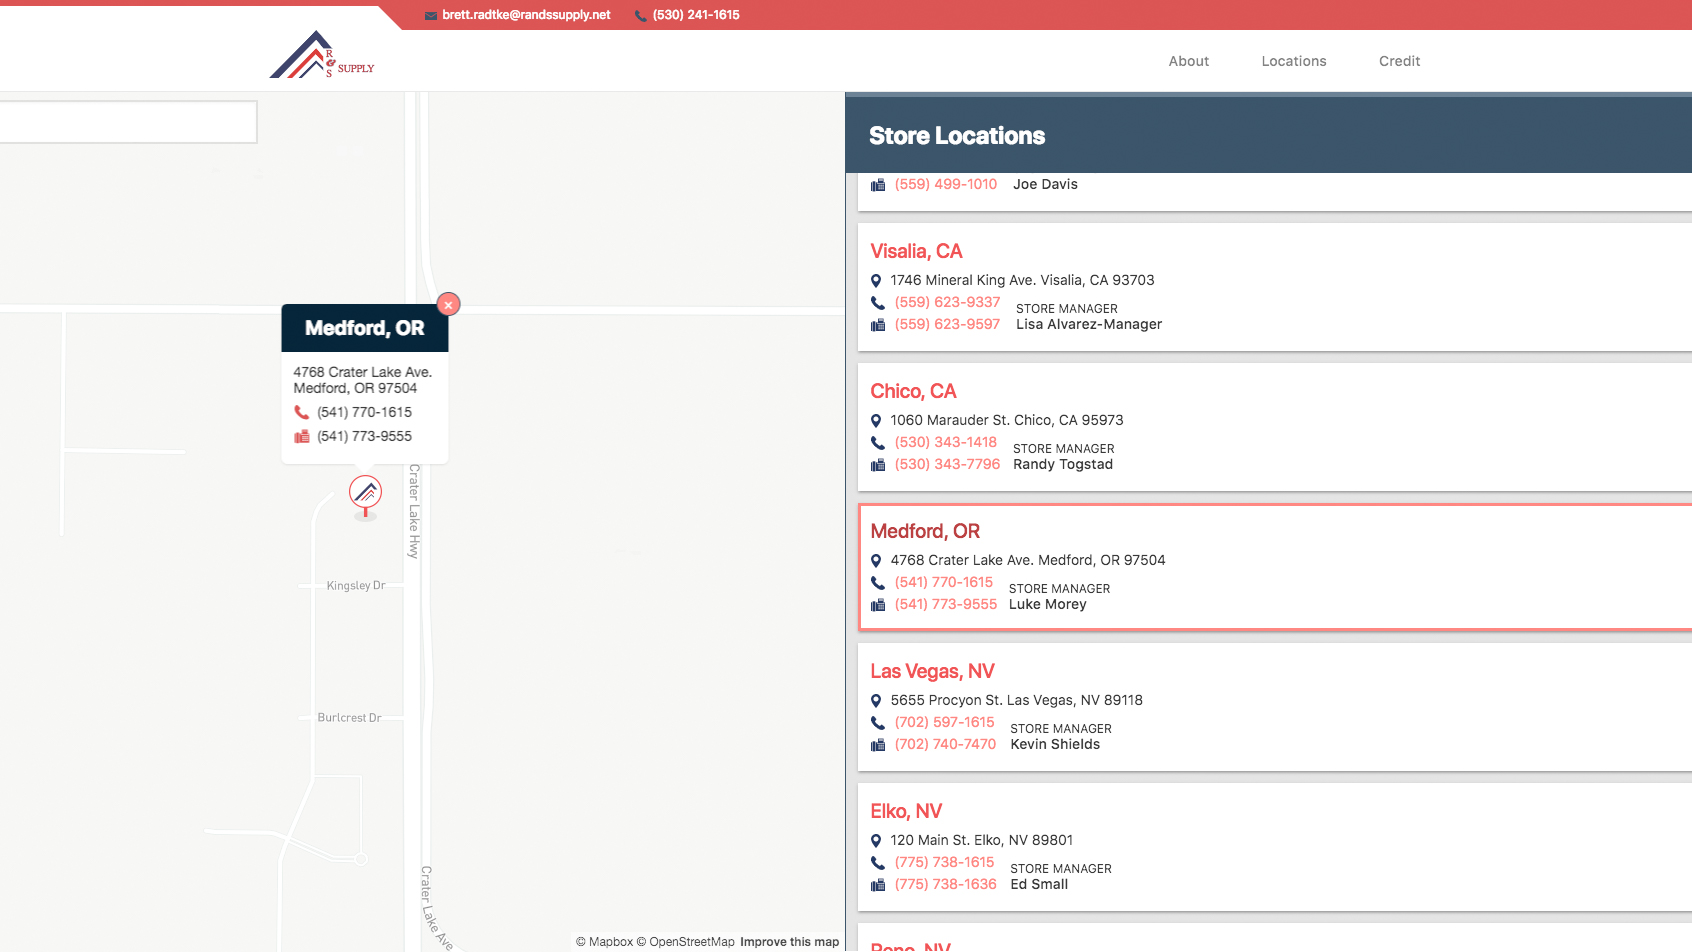 brett.radtke@randssupply.net (530) 241-1615
R&S SUPPLY
About Locations Credit
Medford, OR
4768 Crater Lake Ave.
Medford, OR 97504
(541) 770-1615
(541) 773-9555
Crater Lake Hwy
Kingsley Dr
Burlcrest Dr
Crater Lake Ave
© Mapbox © OpenStreetMap Improve this map
Store Locations
(559) 499-1010 Joe Davis
Visalia, CA
1746 Mineral King Ave. Visalia, CA 93703
(559) 623-9337
STORE MANAGER
(559) 623-9597 Lisa Alvarez-Manager
Chico, CA
1060 Marauder St. Chico, CA 95973
(530) 343-1418
STORE MANAGER
(530) 343-7796 Randy Togstad
Medford, OR
4768 Crater Lake Ave. Medford, OR 97504
(541) 770-1615
STORE MANAGER
(541) 773-9555 Luke Morey
Las Vegas, NV
5655 Procyon St. Las Vegas, NV 89118
(702) 597-1615
STORE MANAGER
(702) 740-7470 Kevin Shields
Elko, NV
120 Main St. Elko, NV 89801
(775) 738-1615
STORE MANAGER
(775) 738-1636 Ed Small
Reno, NV